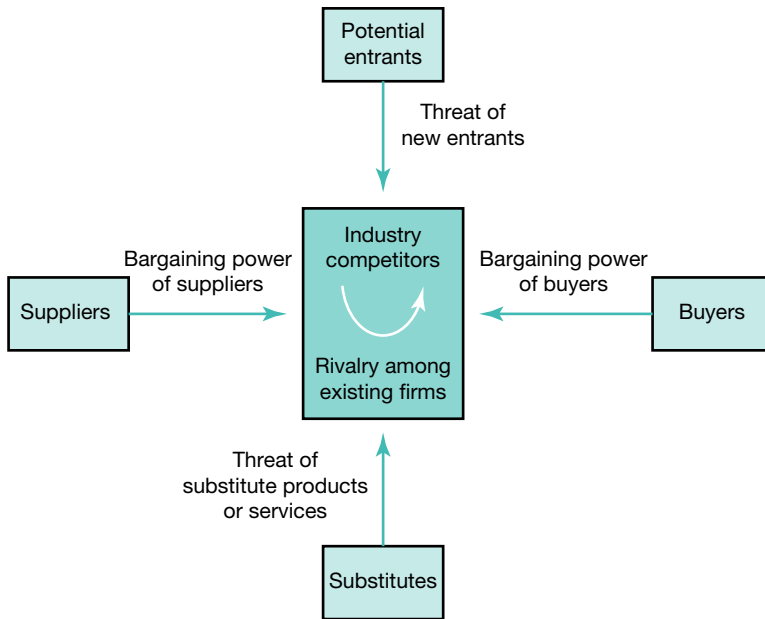 Potential
entrants
Threat of
new entrants
Industry
competitors
Bargaining power
of suppliers
Bargaining power
of buyers
Suppliers
Buyers
Rivalry among
existing firms
Threat of
substitute products
or services
Substitutes